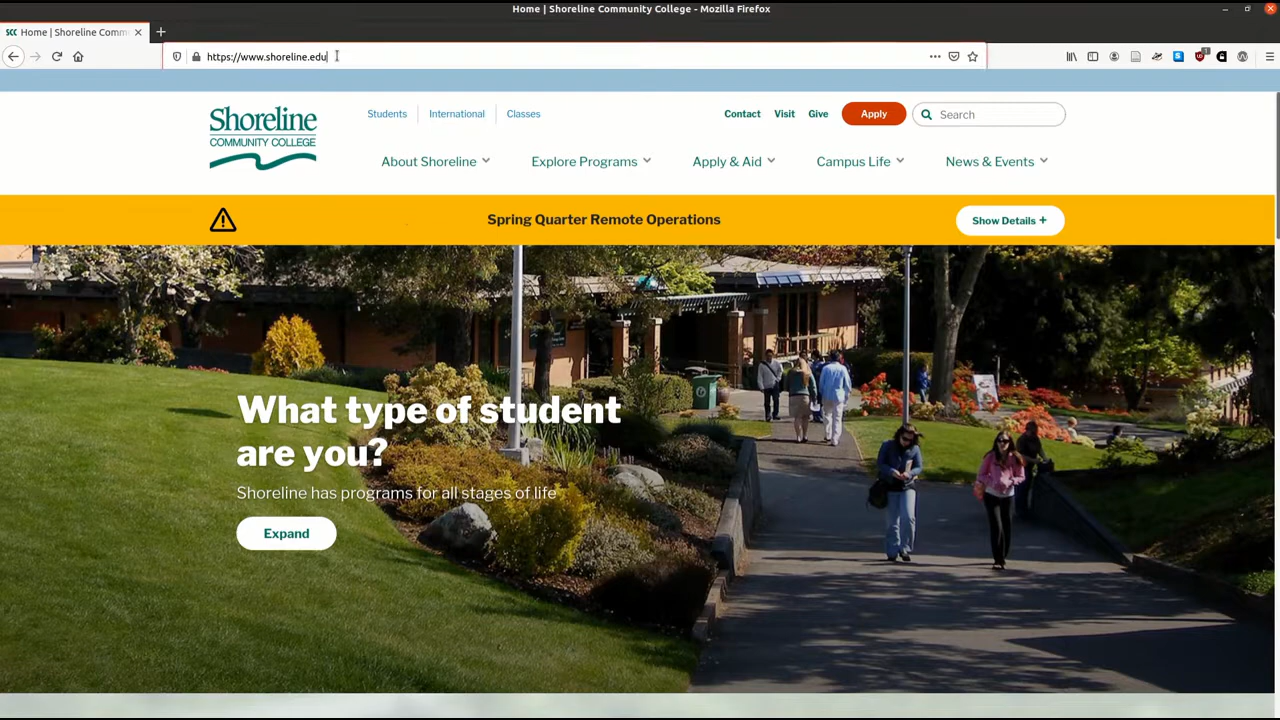 Home | Shoreline Community College - Mozilla Firefox
SCC Home | Shoreline Comm
https://www.shoreline.edu
Shoreline
COMMUNITY COLLEGE
Students
International
Classes
Contact
Visit
Give
Apply
Search
About Shoreline
Explore Programs
Apply & Aid
Campus Life
News & Events
Spring Quarter Remote Operations
Show Details +
What type of student
are you?
Shoreline has programs for all stages of life
Expand